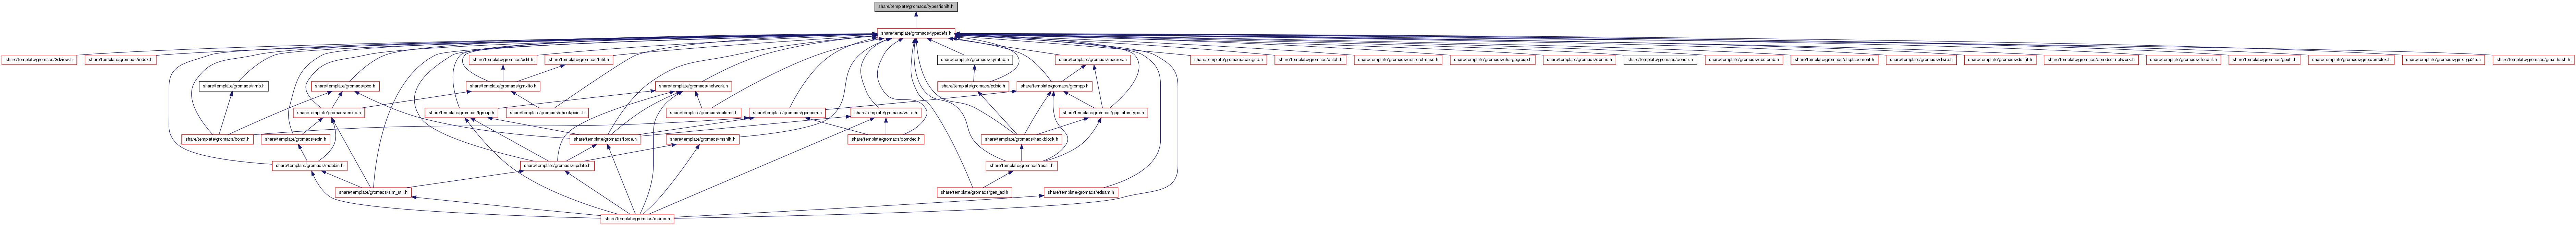 share/template/gromacs/types/ishift.h
share/template/gromacs/typedefs.h
share/template/gromacs/3dview.h
share/template/gromacs/index.h
share/template/gromacs/xdrf.h
share/template/gromacs/futil.h
share/template/gromacs/symtab.h
share/template/gromacs/macros.h
share/template/gromacs/calcgrid.h
share/template/gromacs/calch.h
share/template/gromacs/centerofmass.h
share/template/gromacs/chargegroup.h
share/template/gromacs/confio.h
share/template/gromacs/constr.h
share/template/gromacs/coulomb.h
share/template/gromacs/displacement.h
share/template/gromacs/disre.h
share/template/gromacs/do_fit.h
share/template/gromacs/domdec_network.h
share/template/gromacs/fftscanf.h
share/template/gromacs/gbutil.h
share/template/gromacs/gmxcomplex.h
share/template/gromacs/gmx_ga2la.h
share/template/gromacs/gmx_hash.h
share/template/gromacs/nrnb.h
share/template/gromacs/pbc.h
share/template/gromacs/gmxfio.h
share/template/gromacs/network.h
share/template/gromacs/pdbio.h
share/template/gromacs/grompp.h
share/template/gromacs/enxio.h
share/template/gromacs/tgroup.h
share/template/gromacs/checkpoint.h
share/template/gromacs/calcmu.h
share/template/gromacs/genborn.h
share/template/gromacs/vsite.h
share/template/gromacs/gpp_atomtype.h
share/template/gromacs/bondf.h
share/template/gromacs/ebin.h
share/template/gromacs/force.h
share/template/gromacs/mshift.h
share/template/gromacs/domdec.h
share/template/gromacs/hackblock.h
share/template/gromacs/mdebin.h
share/template/gromacs/update.h
share/template/gromacs/resall.h
share/template/gromacs/sim_util.h
share/template/gromacs/gen_ad.h
share/template/gromacs/edsam.h
share/template/gromacs/mdrun.h